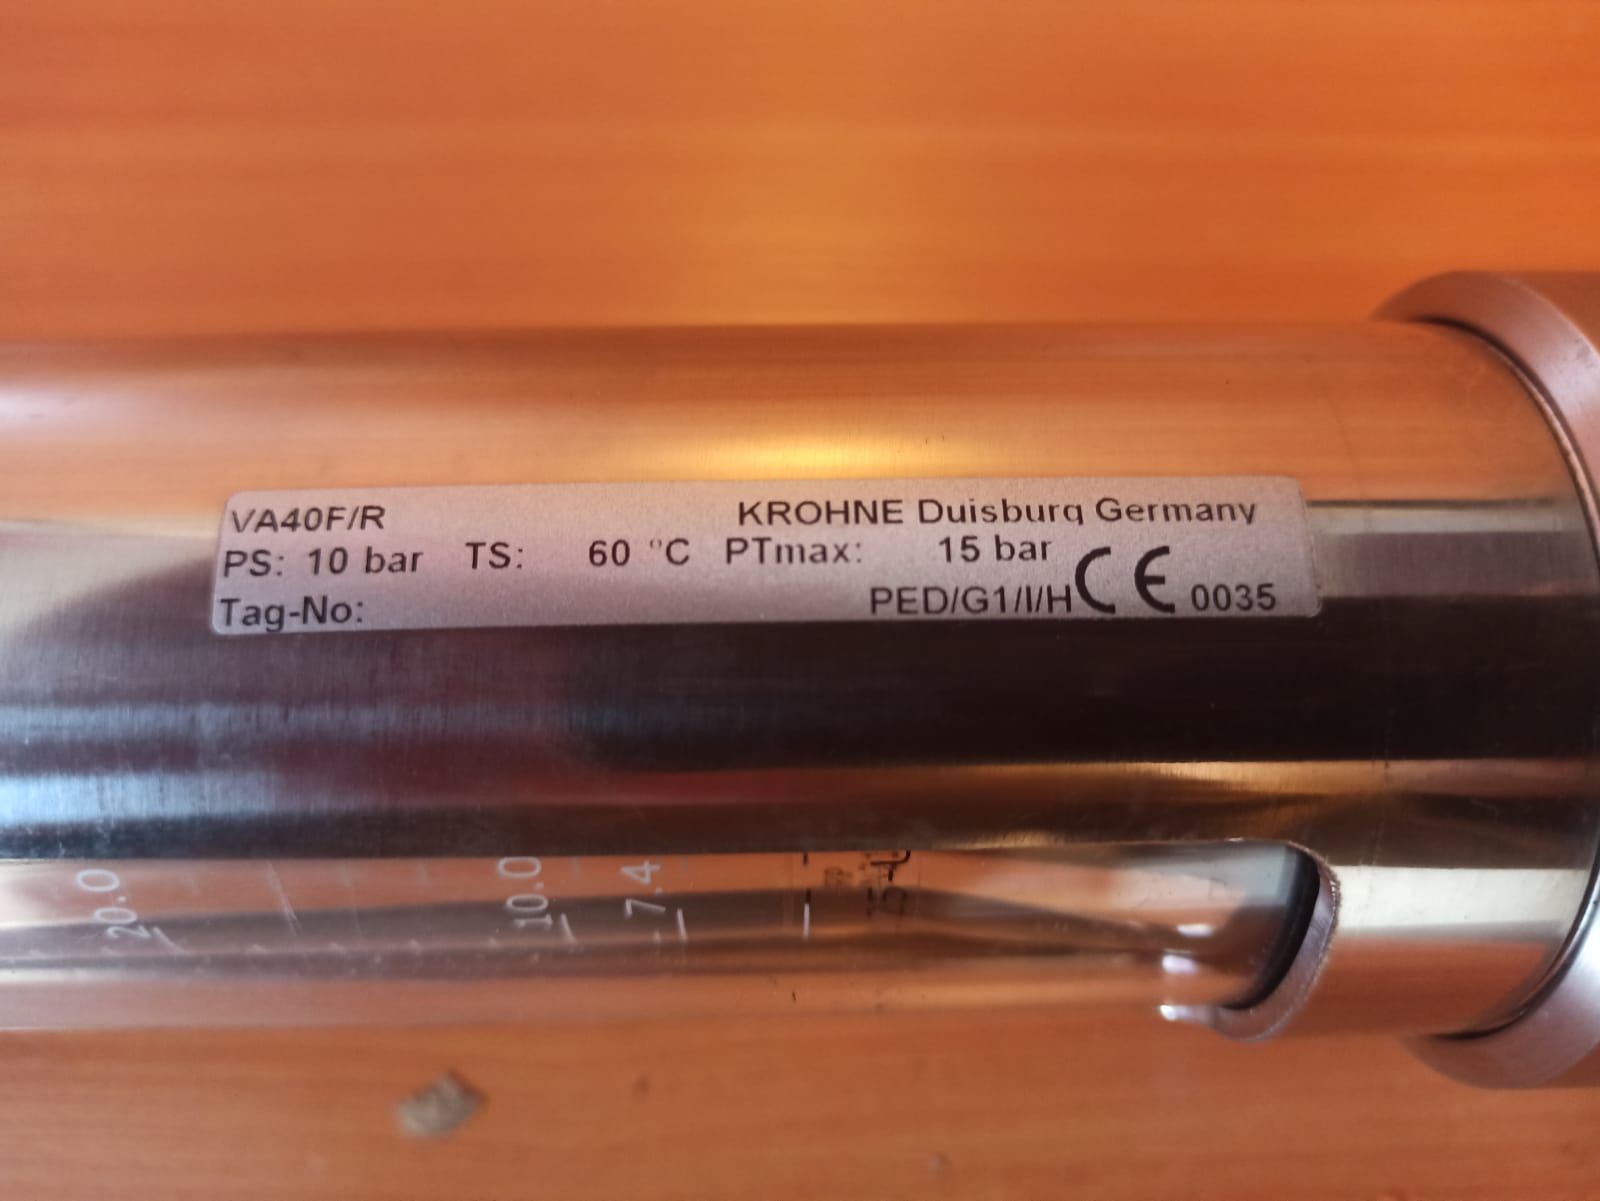 VA40F/R KROHNE Duisburg Germany
PS: 10 bar TS: 60 °C PTmax: 15 bar
Tag-No: PED/G1/I/H CE 0035
20.0 10.0 7.4